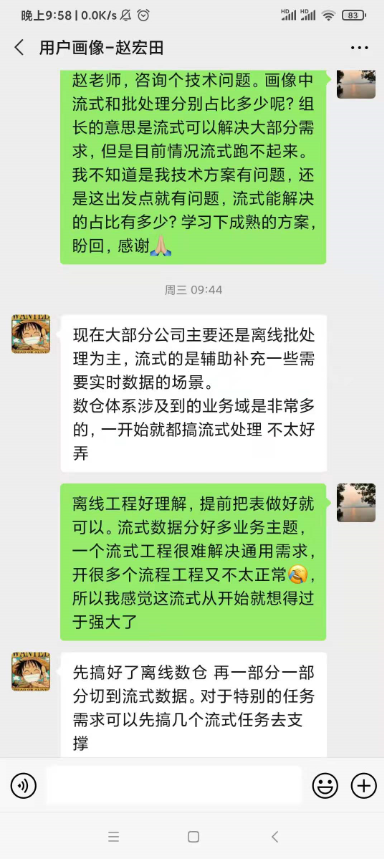 晚上9:58 | 0.0K/s
HD HD 83
用户画像-赵宏田
赵老师，咨询个技术问题。画像中
流式和批处理分别占比多少呢？组
长的意思是流式可以解决大部分需
求，但是目前情况流式跑不起来。
我不知道是我技术方案有问题，还
是这出发点就有问题，流式能解决
的占比有多少？学习下成熟的方案，
盼回，感谢🙏
周三 09:44
WANTED
现在大部分公司主要还是离线批处
理为主，流式的是辅助补充一些需
要实时数据的场景。
数仓体系涉及到的业务域是非常多
的，一开始就都搞流式处理 不太好
弄
离线工程好理解，提前把表做好就
可以。流式数据分好多业务主题，
一个流式工程很难解决通用需求，
开很多个流程工程又不太正常🤣，
所以我感觉这流式从开始就想得过
于强大了
WANTED
先搞好了离线数仓 再一部分一部
分切到流式数据。对于特别的任务
需求可以先搞几个流式任务去支
撑